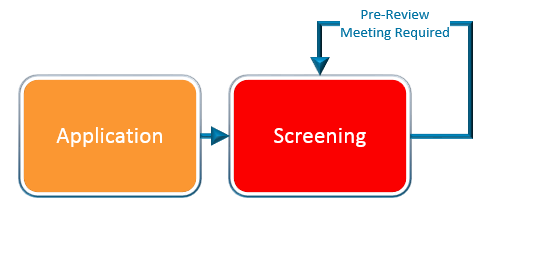 Pre-Review
Meeting Required
Application
Screening